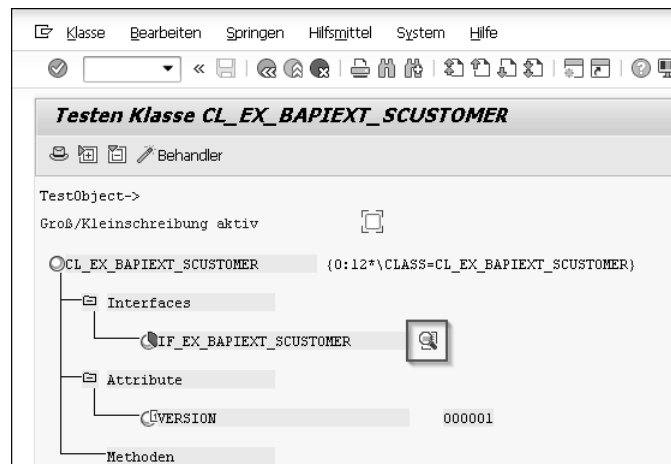 Klasse Bearbeiten Springen Hilfsmittel System Hilfe
Testen Klasse CL_EX_BAPIEXT_SCUSTOMER
Behandler
TestObject->
Groß/Kleinschreibung aktiv
CL_EX_BAPIEXT_SCUSTOMER {0:12*\CLASS=CL_EX_BAPIEXT_SCUSTOMER}
Interfaces
IF_EX_BAPIEXT_SCUSTOMER
Attribute
VERSION 000001
Methoden